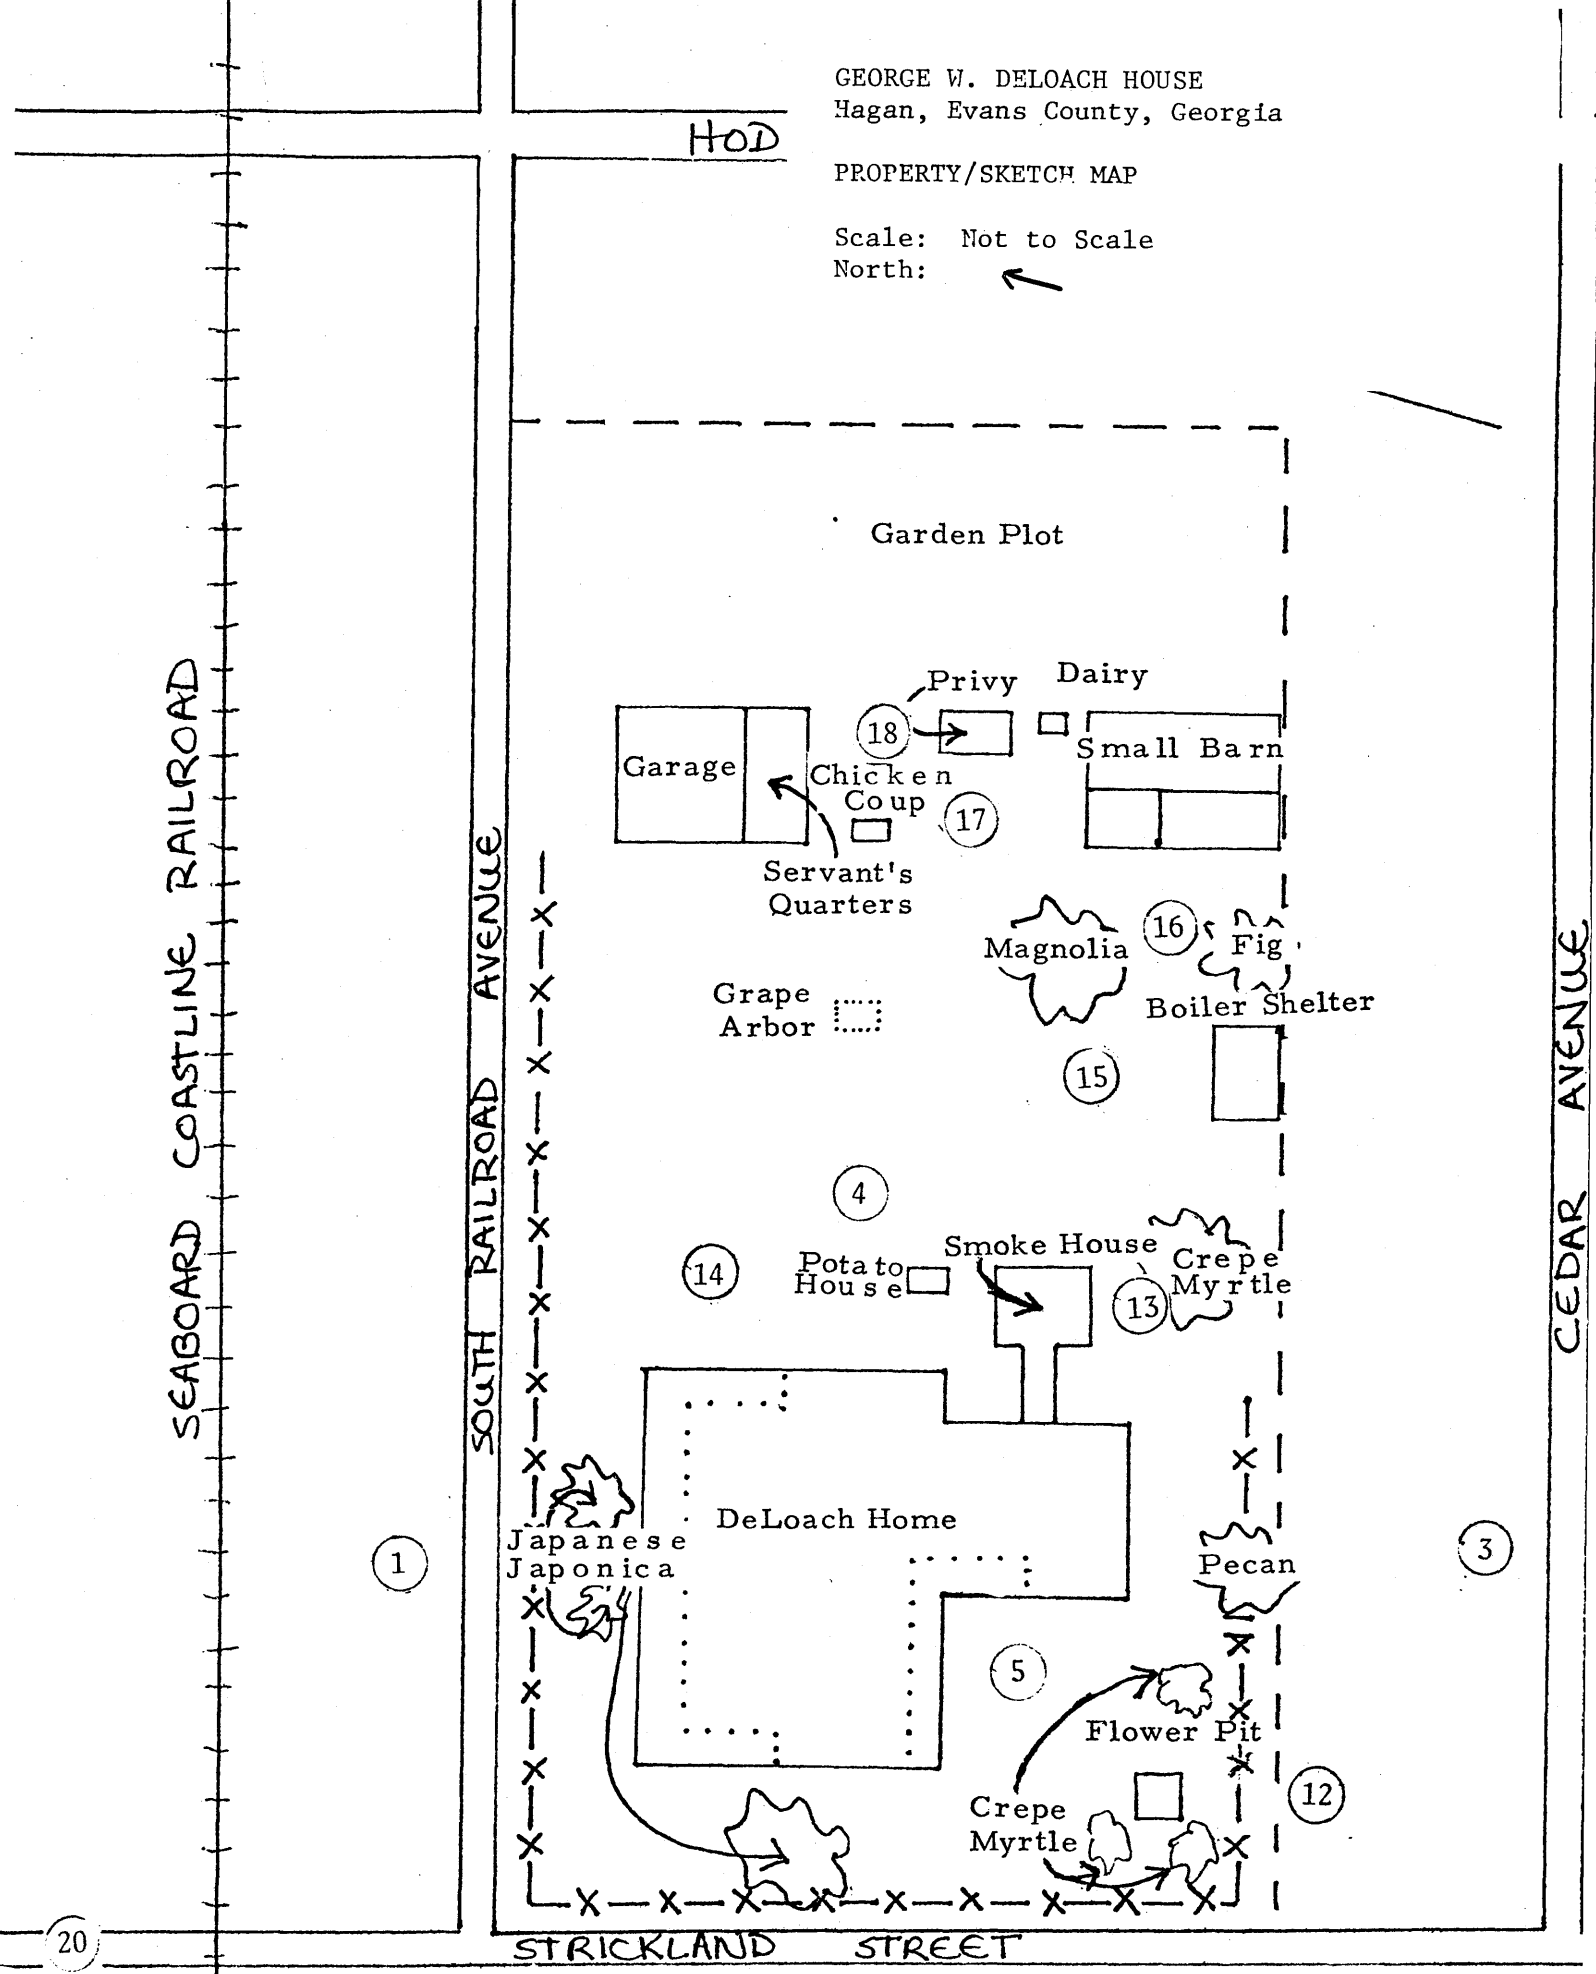 GEORGE W. DELOACH HOUSE
Hagan, Evans County, Georgia
HOD
PROPERTY/SKETCH MAP
Scale: Not to Scale
North:
Garden Plot
Privy
Dairy
18
Small Barn
Garage
Chicken
Coup
17
Servant's
Quarters
16
Magnolia
Fig
Grape
Arbor
Boiler Shelter
15
SEABOARD COASTLINE RAILROAD
SOUTH RAILROAD AVENUE
CEDAR AVENUE
4
14
Potato
House
Smoke House
Crepe
Myrtle
13
DeLoach Home
Japanese
Japonica
1
Pecan
3
5
Flower Pit
12
Crepe
Myrtle
20
STRICKLAND STREET